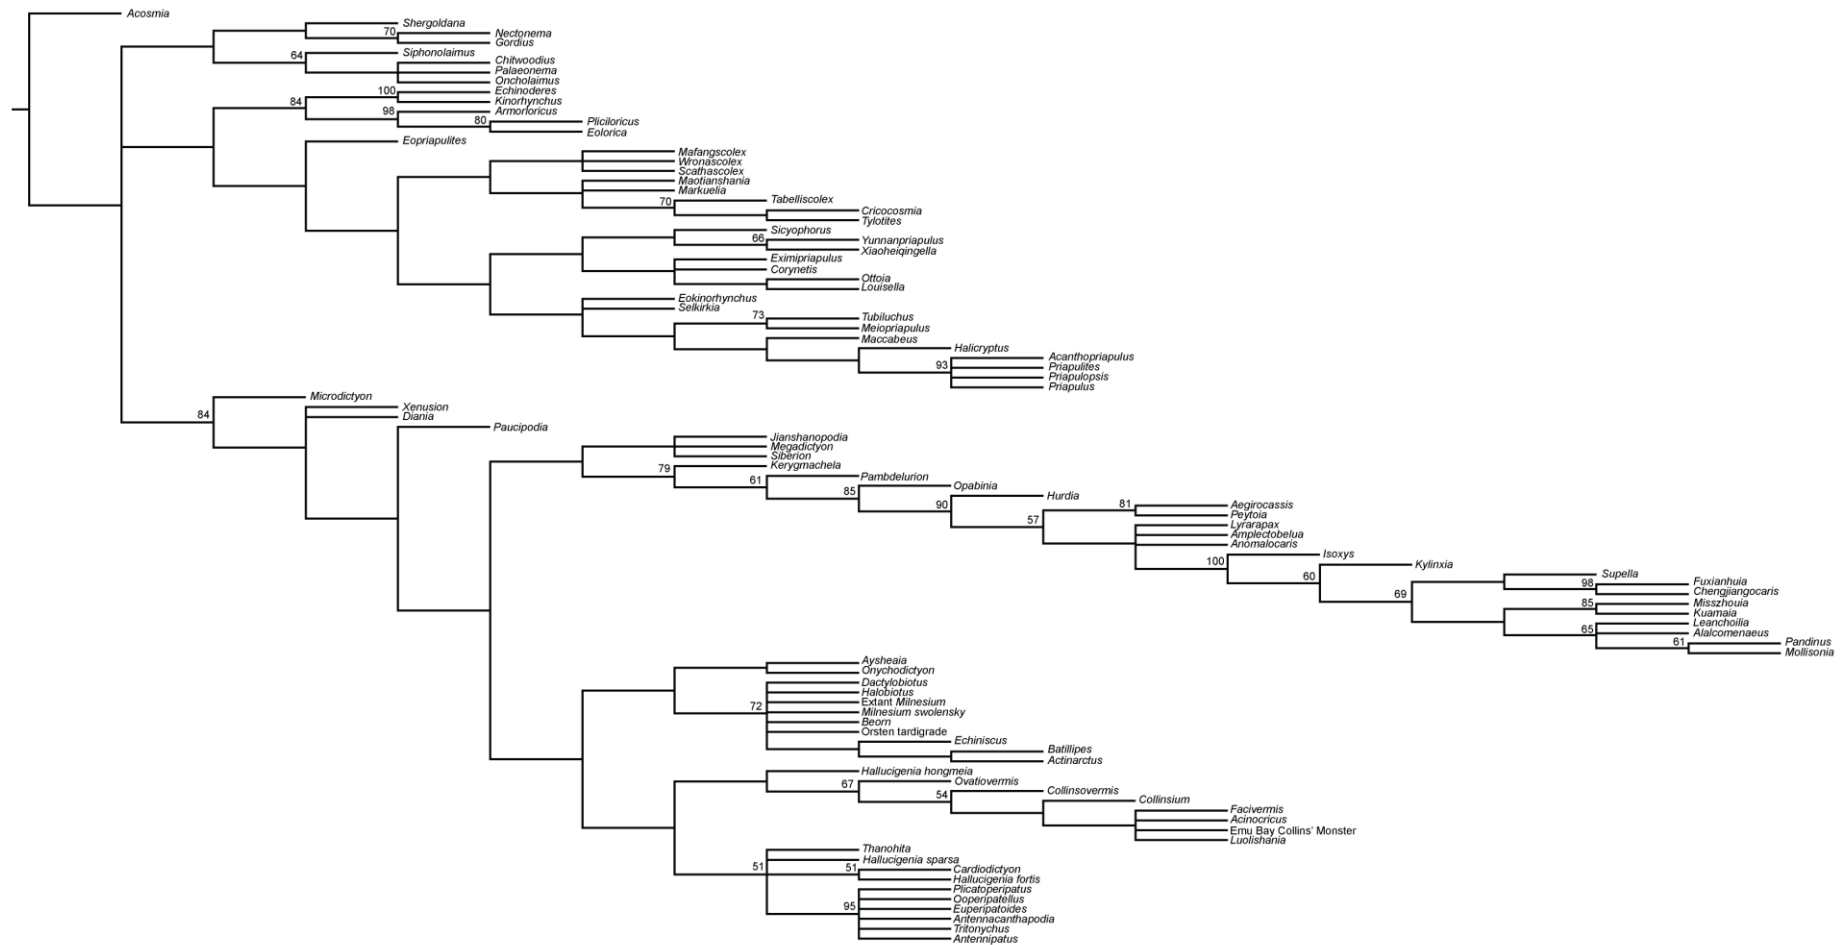 Acosmia
Shergoldana
70
Nectonema
Gordius
64
Siphonolaimus
Chitwoodius
Palaeonema
Oncholaimus
84
100
Echinoderes
Kinorhynchus
98
Armorloricus
80
Pliciloricus
Eolorica
Eopriapulites
Mafangscolex
Wronascolex
Scathascolex
Maotianshania
Markuelia
70
Tabelliscolex
Cricocosmia
Tylotites
Sicyophorus
66
Yunnanpriapulus
Xiaoheiqingella
Eximipriapulus
Corynetis
Ottoia
Louisella
Eokinorhynchus
Selkirkia
73
Tubiluchus
Meiopriapulus
Maccabeus
Halicryptus
93
Acanthopriapulus
Priapulites
Priapulopsis
Priapulus
84
Microdictyon
Xenusion
Diania
Paucipodia
Jianshanopodia
Megadictyon
Siberion
79
Kerygmachela
61
Pambdelurion
85
Opabinia
90
Hurdia
57
81
Aegirocassis
Peytoia
Lyrarapax
Amplectobelua
Anomalocaris
100
Isoxys
60
Kylinxia
69
Supella
98
Fuxianhuia
Chengjiangocaris
85
Misszhouia
Kuamaia
65
Leanchoilia
Alalcomenaeus
61
Pandinus
Mollisonia
Aysheaia
Onychodictyon
72
Dactylobiotus
Halobiotus
Extant Milnesium
Milnesium swolensky
Beorn
Orsten tardigrade
Echiniscus
Batillipes
Actinarctus
Hallucigenia hongmeia
67
Ovatiovermis
54
Collinsovermis
Collinsium
Facivermis
Acinocricus
Emu Bay Collins' Monster
Luolishania
51
Thanohita
Hallucigenia sparsa
51
Cardiodictyon
Hallucigenia fortis
95
Plicatoperipatus
Ooperipatellus
Euperipatoides
Antennacanthapodia
Tritonychus
Antennipatus